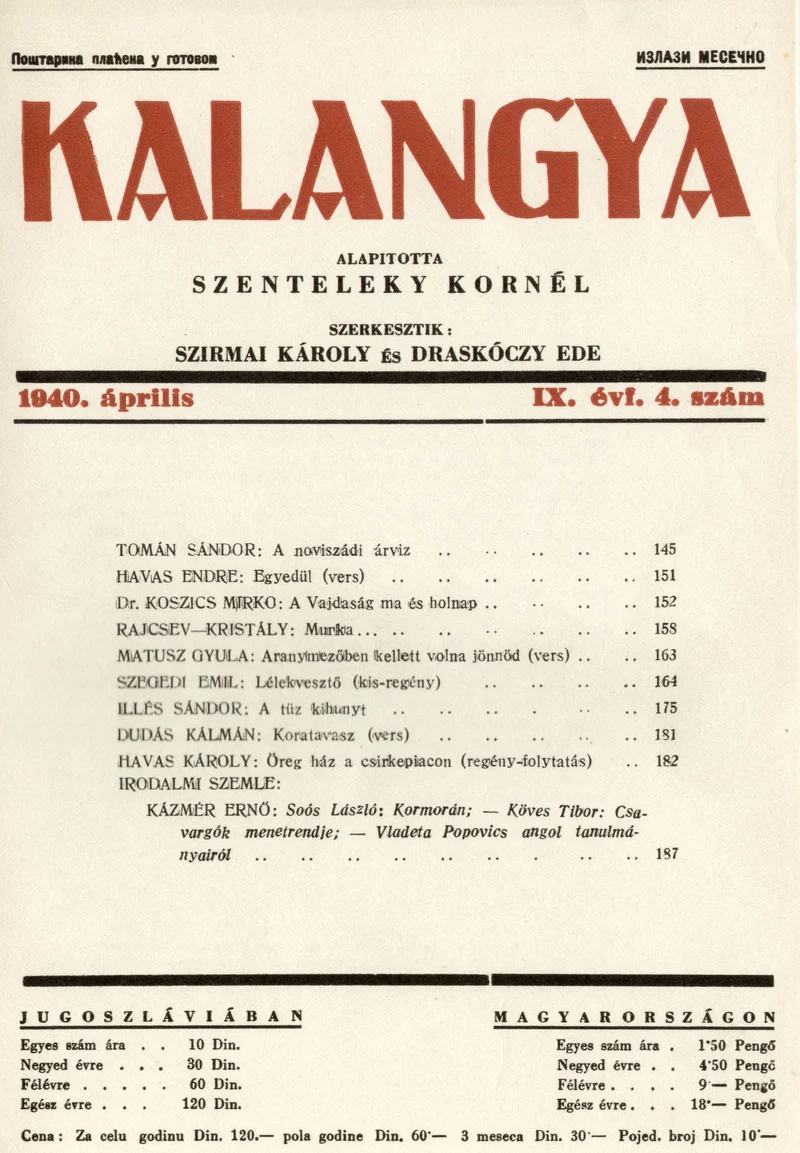 Поштарина плаћена у готовом
ИЗЛАЗИ МЕСЕЧНО
KALANGYA
ALAPITOTTA
SZENTELEKY KORNÉL
SZERKESZTIK:
SZIRMAI KÁROLY és DRASKÓCZY EDE
1940. április
IX. évf. 4. szám
TOMÁN SÁNDOR: A noviszádi árviz .. .. .. .. .. 145
HAVAS ENDRE: Egyedül (vers) .. .. .. .. .. .. 151
Dr. KOSZICS MIRKO: A Vajdaság ma és holnap .. .. .. .. 152
RAJCSEV—KRISTÁLY: Munka ... .. .. .. .. .. .. 158
MATUSZ GYULA: Aranymezőben kellett volna jönnöd (vers) .. .. 163
SZEGEDI EMIL: Lélekvesztő (kis-regény) .. .. .. .. 164
ILLÉS SÁNDOR: A tüz kihunyt .. .. .. . .. .. 175
DUDÁS KÁLMÁN: Koratavasz (vers) .. .. .. .. .. 181
HAVAS KÁROLY: Öreg ház a csirkepiacon (regény-folytatás) .. 182
IRODALMI SZEMLE:
KÁZMÉR ERNŐ: Soós László: Kormorán; — Köves Tibor: Csa-
vargók menetrendje; — Vladeta Popovics angol tanulmá-
nyairól .. .. .. .. .. .. . .. .. 187
JUGOSZLÁVIÁBAN
Egyes szám ára . . 10 Din.
Negyed évre . . . 30 Din.
Félévre . . . . . 60 Din.
Egész évre . . . 120 Din.
MAGYARORSZÁGON
Egyes szám ára . 1·50 Pengő
Negyed évre . . 4·50 Pengő
Félévre . . . . 9·— Pengő
Egész évre . . . 18·— Pengő
Cena: Za celu godinu Din. 120.— pola godine Din. 60·— 3 meseca Din. 30·— Pojed. broj Din. 10·—